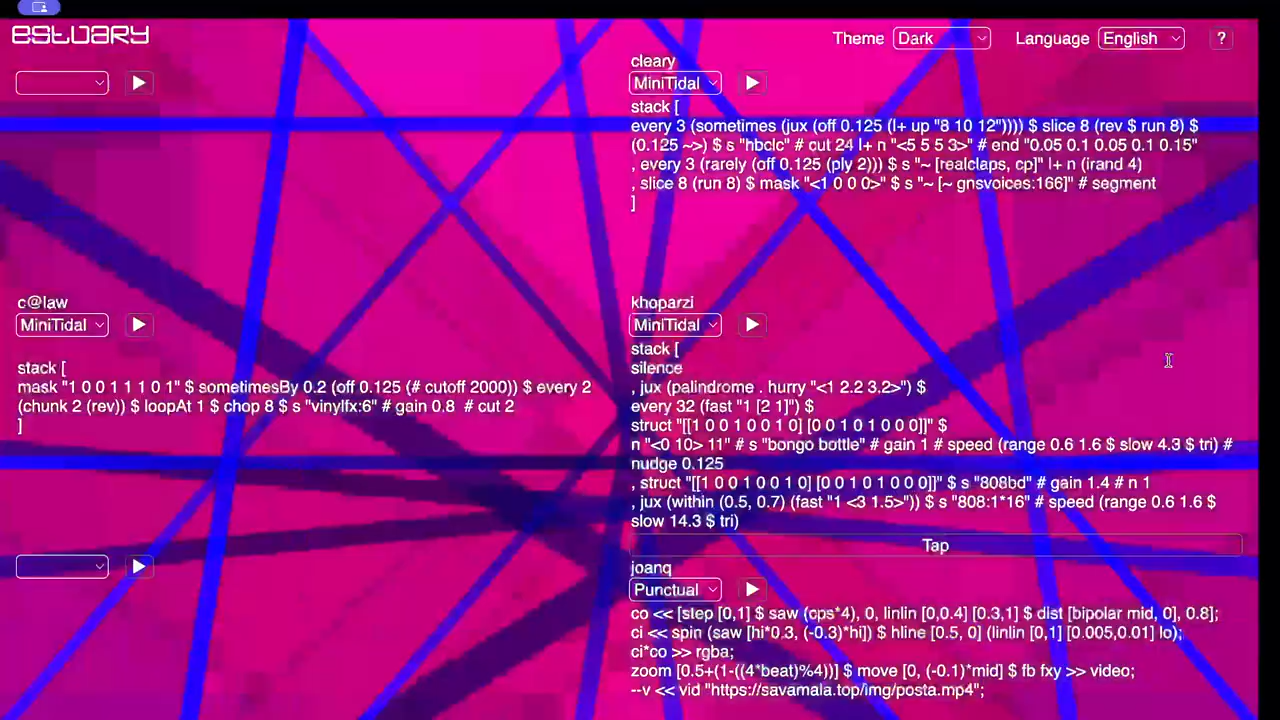 estuary
Theme Dark Language English ?
cleary
MiniTidal
stack [
every 3 (sometimes (jux (off 0.125 (|+ up "8 10 12")))) $ slice 8 (rev $ run 8) $
(0.125 ~>) $ s "hbclc" # cut 24 |+ n "<5 5 5 3>" # end "0.05 0.1 0.05 0.1 0.15"
, every 3 (rarely (off 0.125 (ply 2))) $ s "~ [realclaps, cp]" |+ n (irand 4)
, slice 8 (run 8) $ mask "<1 0 0 0>" $ s "~ [~ gnsvoices:166]" # segment
]
c@law
MiniTidal
stack [
mask "1 0 0 1 1 1 0 1" $ sometimesBy 0.2 (off 0.125 (# cutoff 2000)) $ every 2
(chunk 2 (rev)) $ loopAt 1 $ chop 8 $ s "vinylfx:6" # gain 0.8 # cut 2
]
khoparzi
MiniTidal
stack [
silence
, jux (palindrome . hurry "<1 2.2 3.2>") $
every 32 (fast "1 [2 1]") $
struct "[[1 0 0 1 0 0 1 0] [0 0 1 0 1 0 0 0]]" $
n "<0 10> 11" # s "bongo bottle" # gain 1 # speed (range 0.6 1.6 $ slow 4.3 $ tri) #
nudge 0.125
, struct "[[1 0 0 1 0 0 1 0] [0 0 1 0 1 0 0 0]]" $ s "808bd" # gain 1.4 # n 1
, jux (within (0.5, 0.7) (fast "1 <3 1.5>")) $ s "808:1*16" # speed (range 0.6 1.6 $
slow 14.3 $ tri)
Tap
joanq
Punctual
co << [step [0,1] $ saw (cps*4), 0, linlin [0,0.4] [0.3,1] $ dist [bipolar mid, 0], 0.8];
ci << spin (saw [hi*0.3, (-0.3)*hi]) $ hline [0.5, 0] (linlin [0,1] [0.005,0.01] lo);
ci*co >> rgba;
zoom [0.5+(1-((4*beat)%4))] $ move [0, (-0.1)*mid] $ fb fxy >> video;
--v << vid "https://savamala.top/img/posta.mp4";